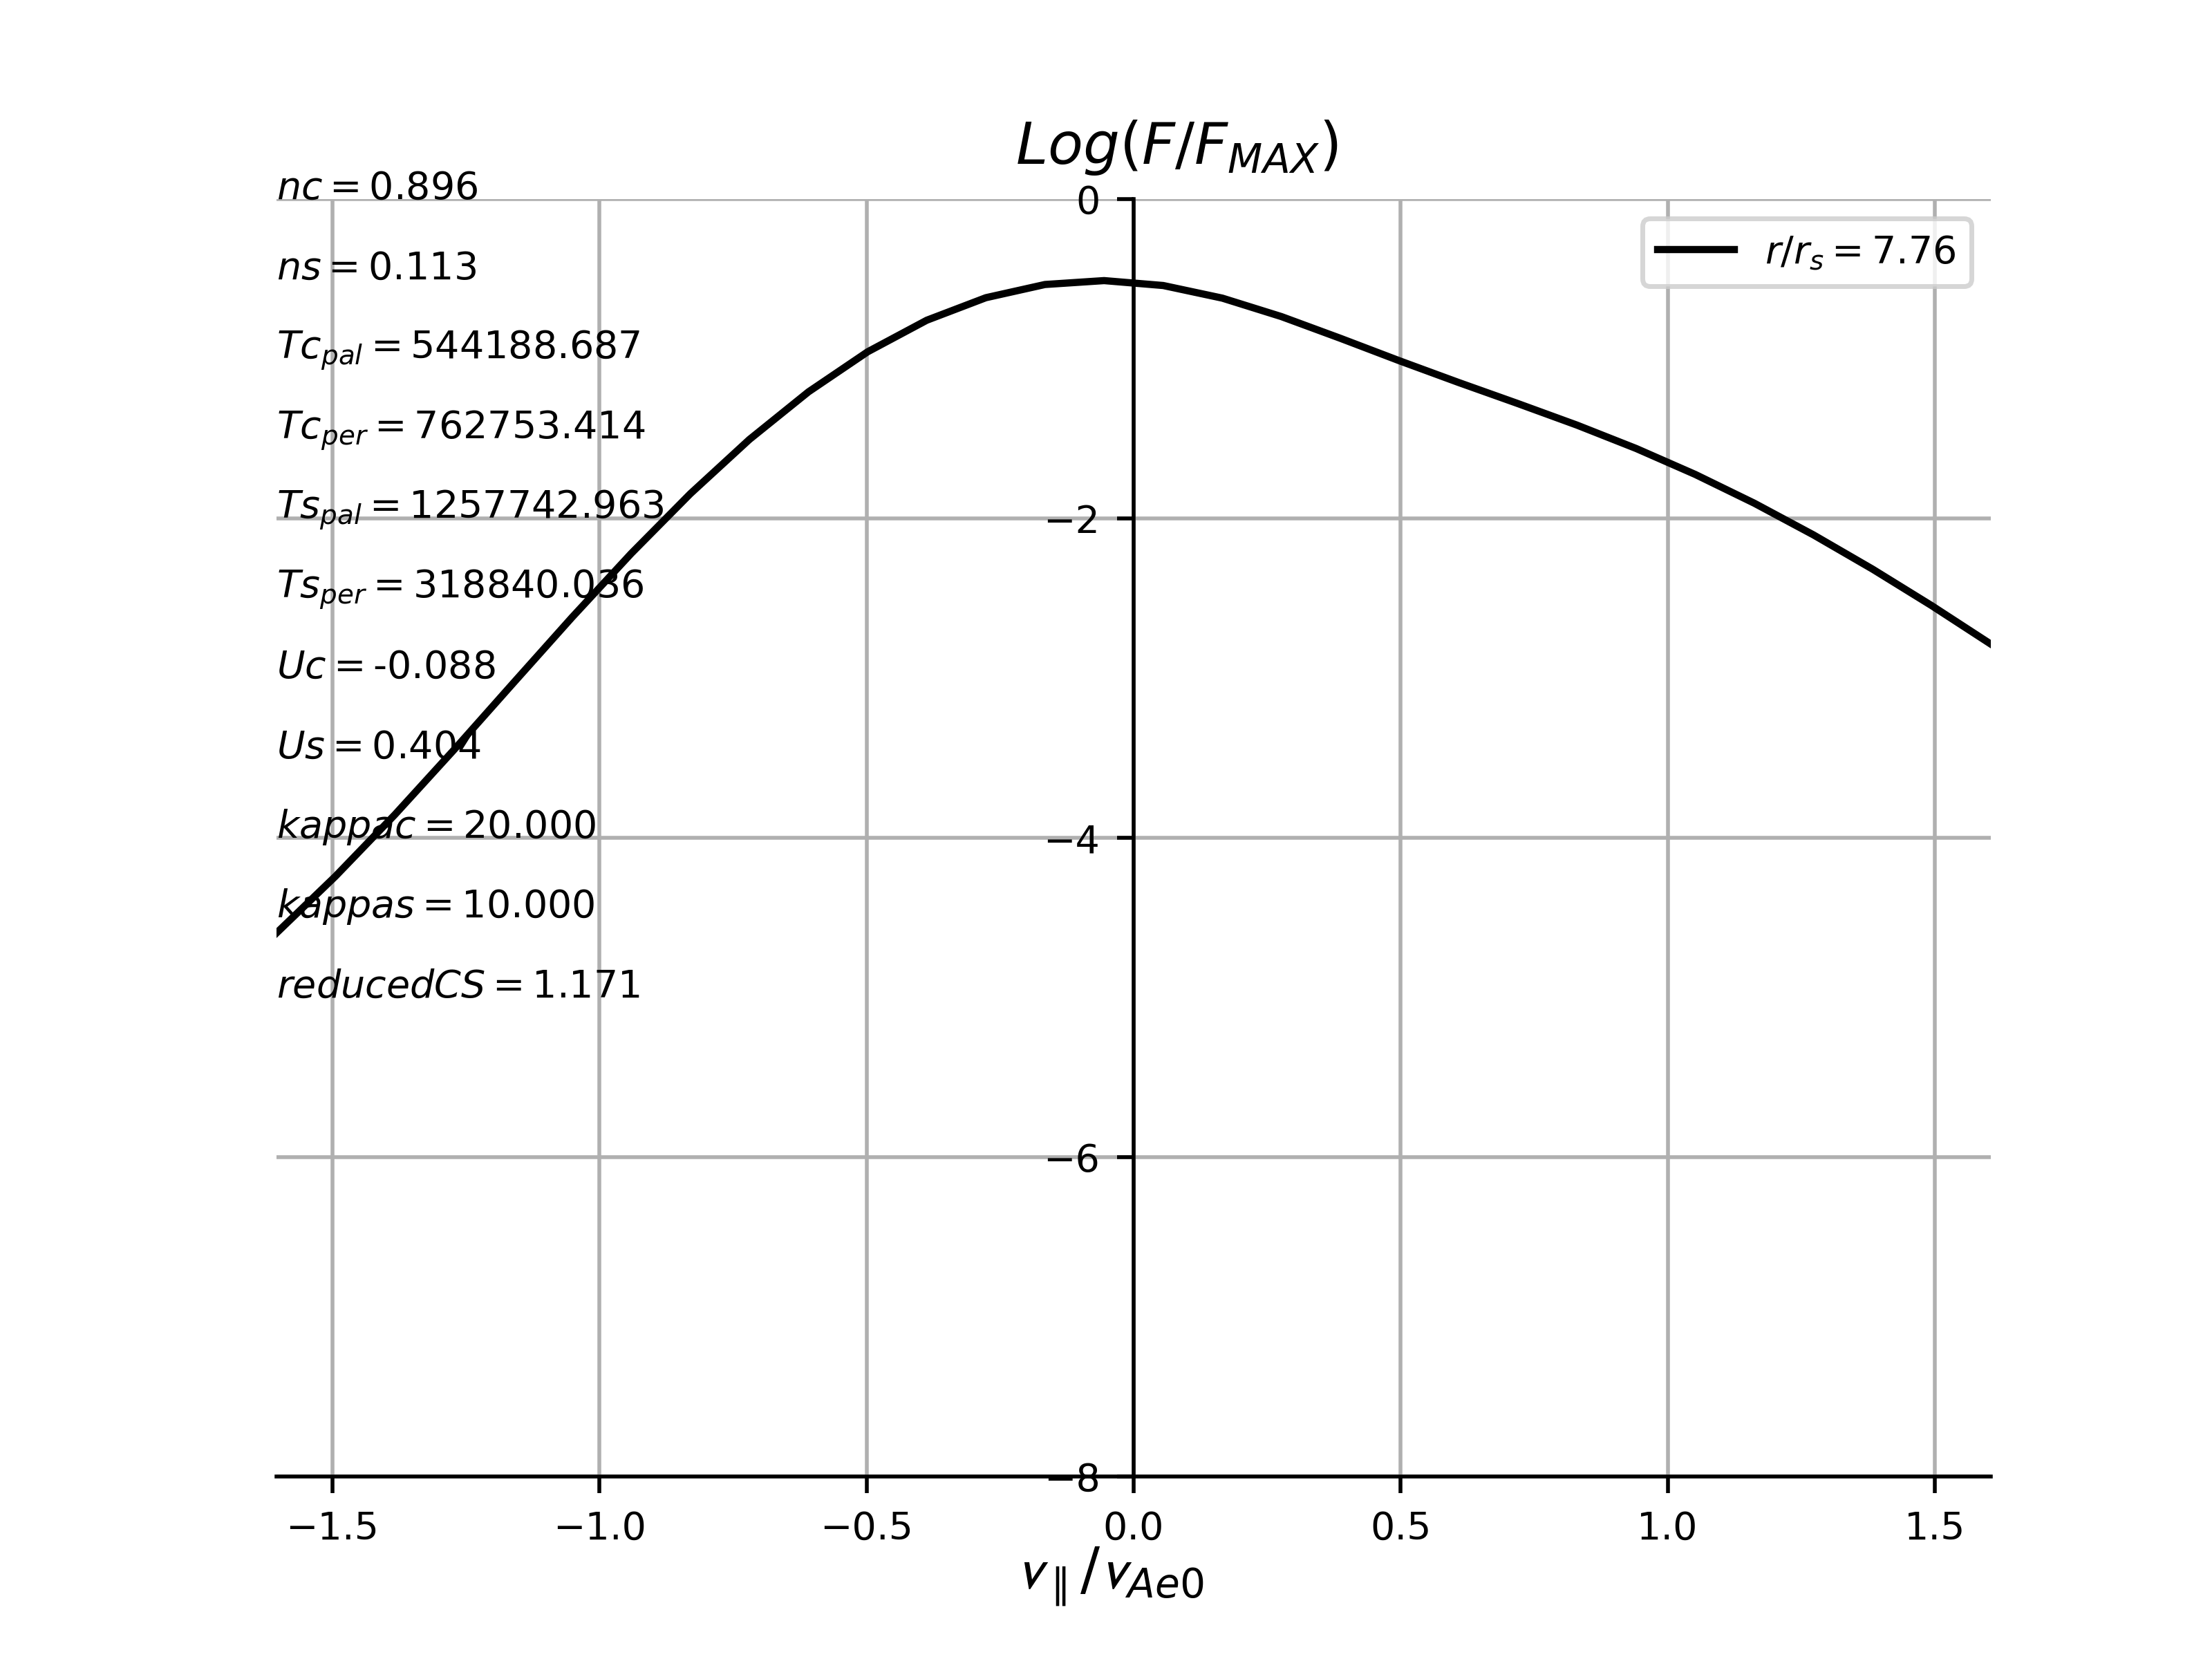 Log(F/F_MAX)
nc = 0.896
ns = 0.113
Tc_pal = 544188.687
Tc_per = 762753.414
Ts_pal = 1257742.963
Ts_per = 318840.036
Uc = -0.088
Us = 0.404
kappac = 20.000
kappas = 10.000
reducedCS = 1.171
r/r_s = 7.76
0
−2
−4
−6
−8
−1.5 −1.0 −0.5 0.0 0.5 1.0 1.5
v_∥/v_Ae0